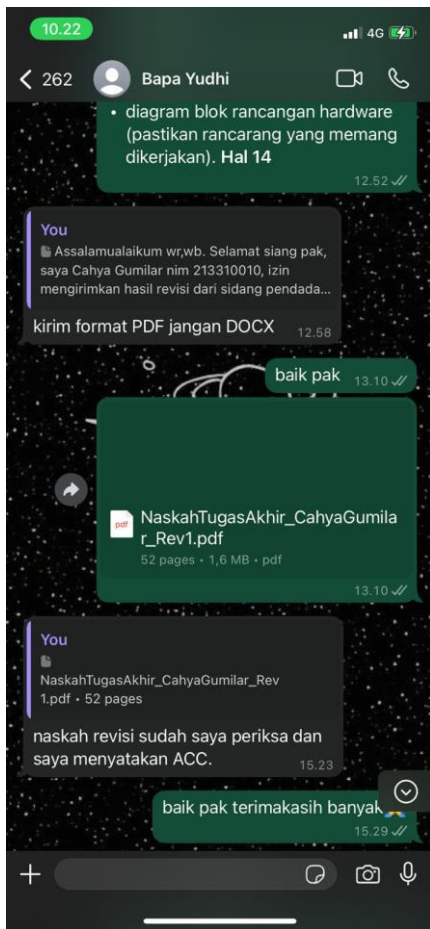 10.22
4G
262
Bapa Yudhi
• diagram blok rancangan hardware
(pastikan rancarang yang memang
dikerjakan). Hal 14
12.52
You
Assalamualaikum wr,wb. Selamat siang pak,
saya Cahya Gumilar nim 213310010, izin
mengirimkan hasil revisi dari sidang pendada...
kirim format PDF jangan DOCX
12.58
baik pak
13.10
pdf
NaskahTugasAkhir_CahyaGumila
r_Rev1.pdf
52 pages • 1,6 MB • pdf
13.10
You
NaskahTugasAkhir_CahyaGumilar_Rev
1.pdf • 52 pages
naskah revisi sudah saya periksa dan
saya menyatakan ACC.
15.23
baik pak terimakasih banyak
15.29